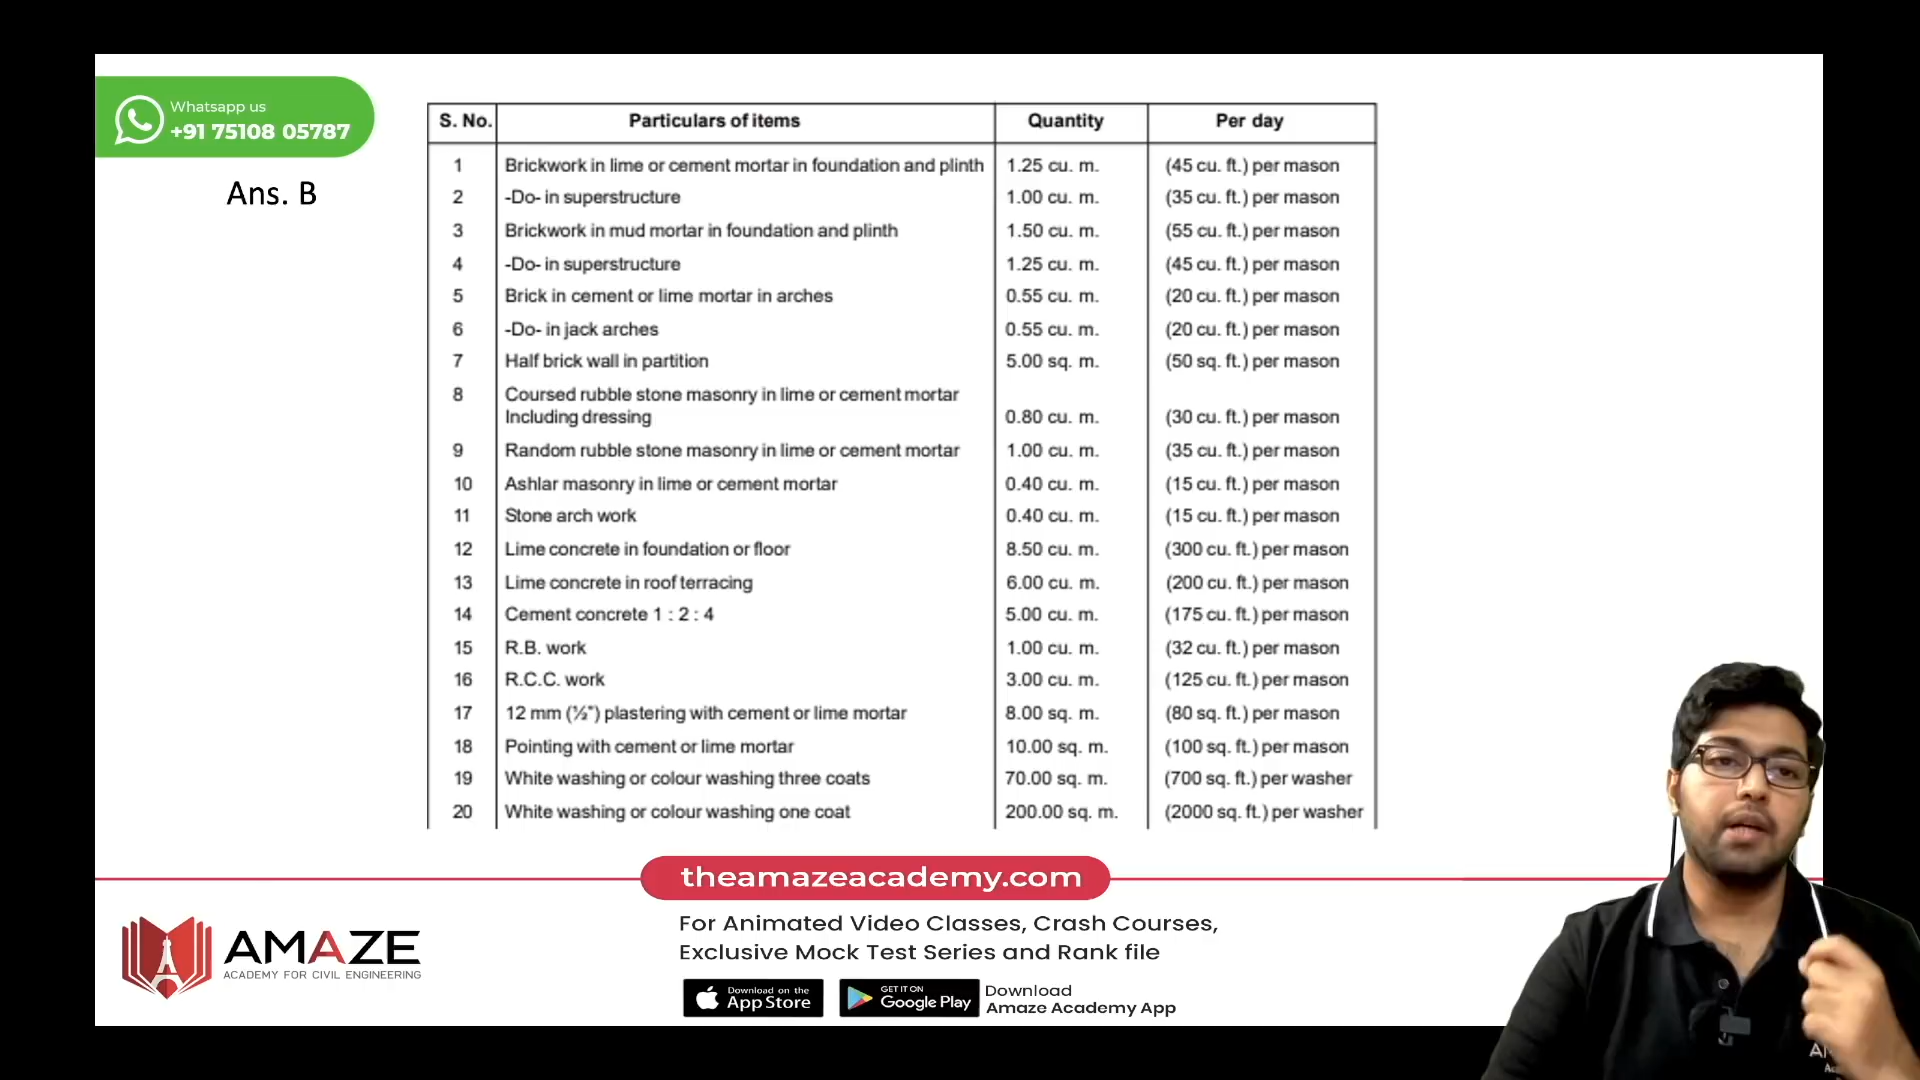 Whatsapp us
+91 75108 05787
Ans. B
S. No. Particulars of items Quantity Per day
1 Brickwork in lime or cement mortar in foundation and plinth 1.25 cu. m. (45 cu. ft.) per mason
2 -Do- in superstructure 1.00 cu. m. (35 cu. ft.) per mason
3 Brickwork in mud mortar in foundation and plinth 1.50 cu. m. (55 cu. ft.) per mason
4 -Do- in superstructure 1.25 cu. m. (45 cu. ft.) per mason
5 Brick in cement or lime mortar in arches 0.55 cu. m. (20 cu. ft.) per mason
6 -Do- in jack arches 0.55 cu. m. (20 cu. ft.) per mason
7 Half brick wall in partition 5.00 sq. m. (50 sq. ft.) per mason
8 Coursed rubble stone masonry in lime or cement mortar
Including dressing 0.80 cu. m. (30 cu. ft.) per mason
9 Random rubble stone masonry in lime or cement mortar 1.00 cu. m. (35 cu. ft.) per mason
10 Ashlar masonry in lime or cement mortar 0.40 cu. m. (15 cu. ft.) per mason
11 Stone arch work 0.40 cu. m. (15 cu. ft.) per mason
12 Lime concrete in foundation or floor 8.50 cu. m. (300 cu. ft.) per mason
13 Lime concrete in roof terracing 6.00 cu. m. (200 cu. ft.) per mason
14 Cement concrete 1 : 2 : 4 5.00 cu. m. (175 cu. ft.) per mason
15 R.B. work 1.00 cu. m. (32 cu. ft.) per mason
16 R.C.C. work 3.00 cu. m. (125 cu. ft.) per mason
17 12 mm (½") plastering with cement or lime mortar 8.00 sq. m. (80 sq. ft.) per mason
18 Pointing with cement or lime mortar 10.00 sq. m. (100 sq. ft.) per mason
19 White washing or colour washing three coats 70.00 sq. m. (700 sq. ft.) per washer
20 White washing or colour washing one coat 200.00 sq. m. (2000 sq. ft.) per washer
theamazeacademy.com
For Animated Video Classes, Crash Courses,
Exclusive Mock Test Series and Rank file
AMAZE
ACADEMY FOR CIVIL ENGINEERING
Download on the
App Store
GET IT ON
Google Play
Download
Amaze Academy App